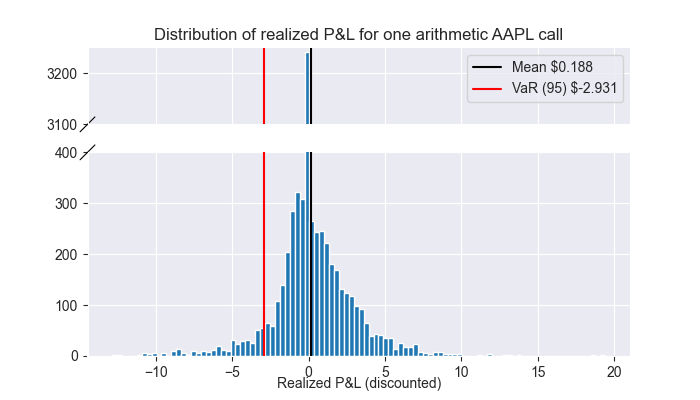 Distribution of realized P&L for one arithmetic AAPL call
3200
3100
Mean $0.188
VaR (95) $-2.931
400
300
200
100
0
−10 −5 0 5 10 15 20
Realized P&L (discounted)